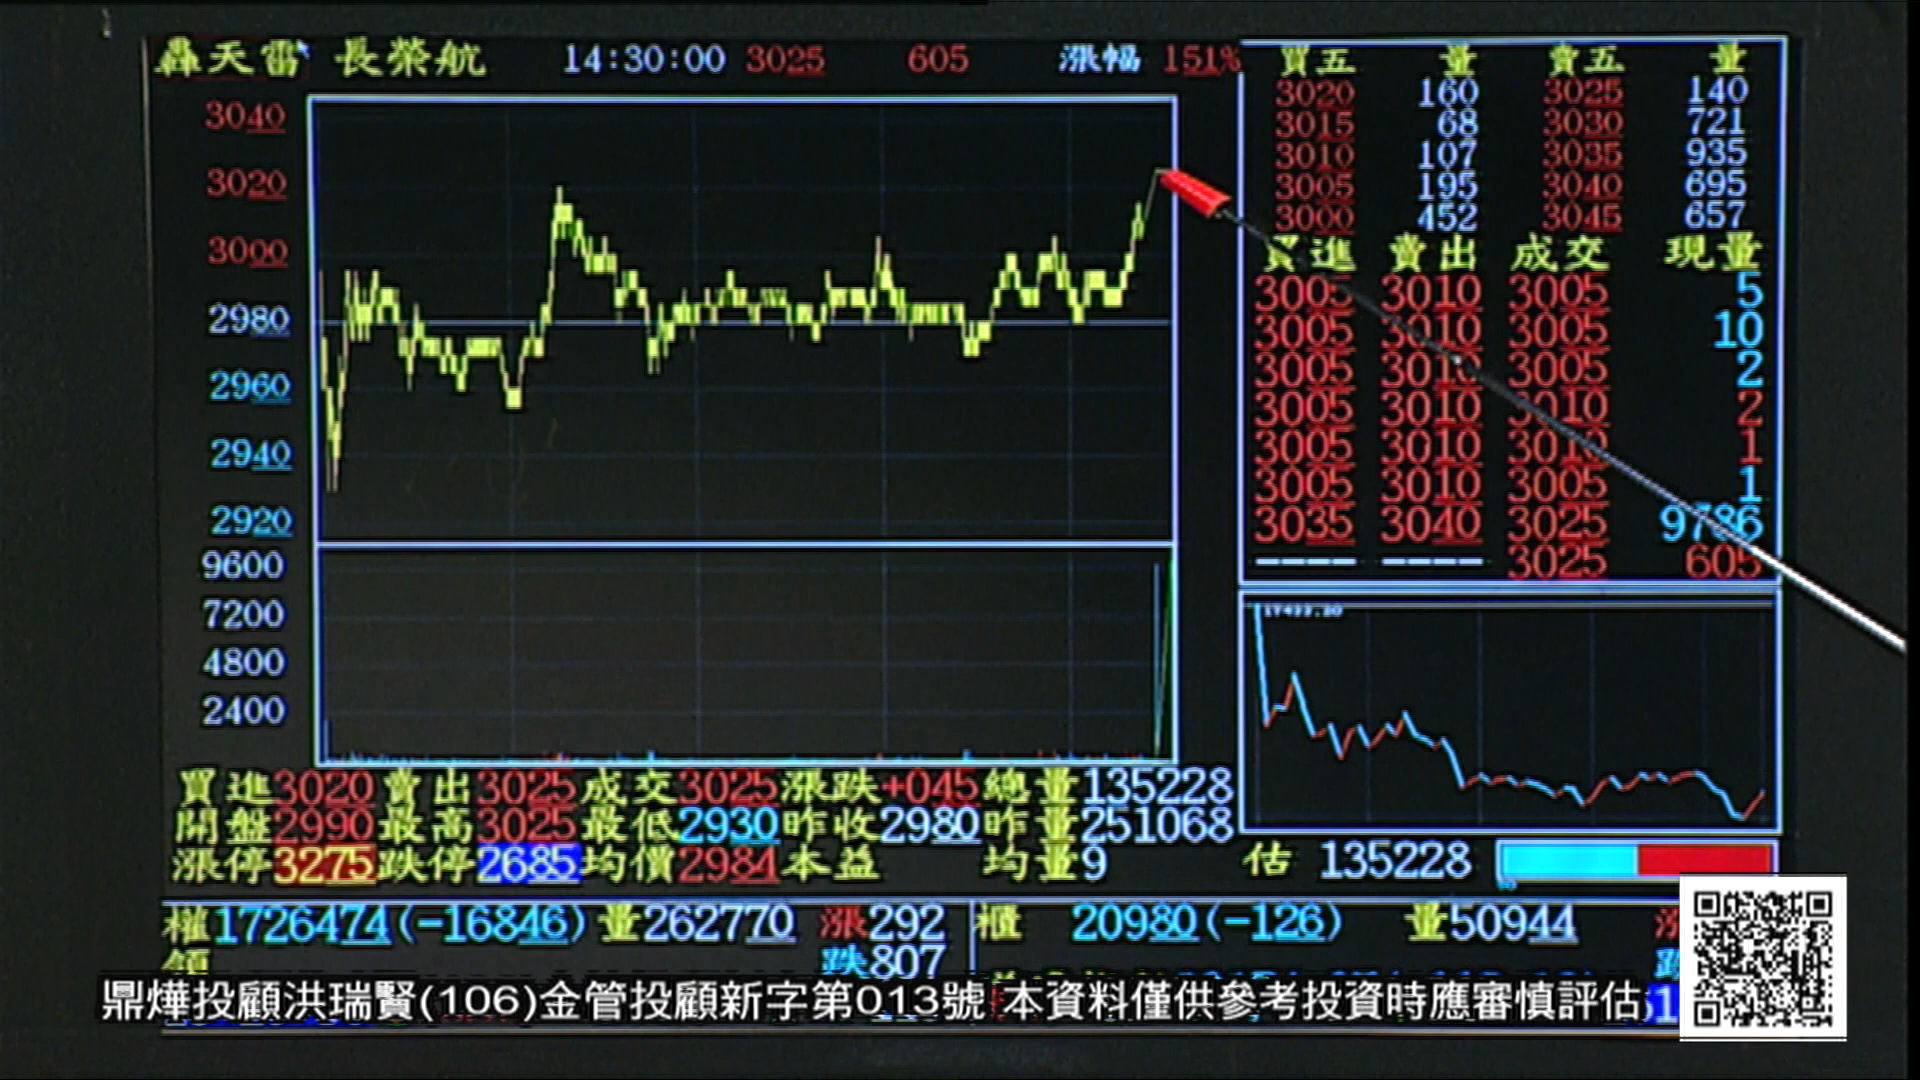 轟天雷 長榮航 14:30:00 3025 605 漲幅 151%
3040
3020
3000
2980
2960
2940
2920
9600
7200
4800
2400
買五 量 賣五 量
3020 160 3025 140
3015 68 3030 721
3010 107 3035 935
3005 195 3040 695
3000 452 3045 657
買進 賣出 成交 現量
3005 3010 3005 5
3005 3010 3005 10
3005 3010 3005 2
3005 3010 3010 2
3005 3010 3010 1
3005 3010 3005 1
3035 3040 3025 9786
---- ---- 3025 605
買進3020 賣出3025 成交3025 漲跌+045 總量135228
開盤2990 最高3025 最低2930 昨收2980 昨量251068
漲停3275 跌停2685 均價2984 本益 均量9
估 135228
權1726474(-16846) 量262770 漲292
跌807
櫃 20980(-126) 量50944
鼎燁投顧洪瑞賢(106)金管投顧新字第013號 本資料僅供參考投資時應審慎評估